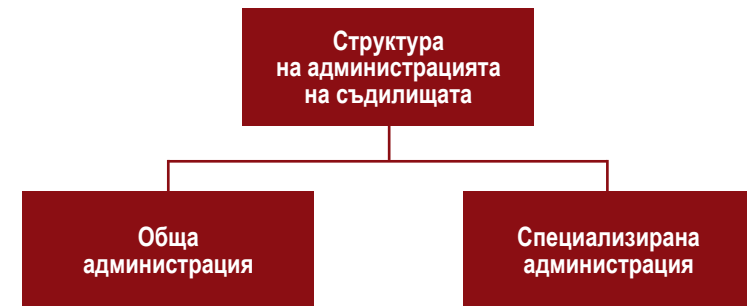 Структура
на администрацията
на съдилищата
Обща
администрация
Специализирана
администрация